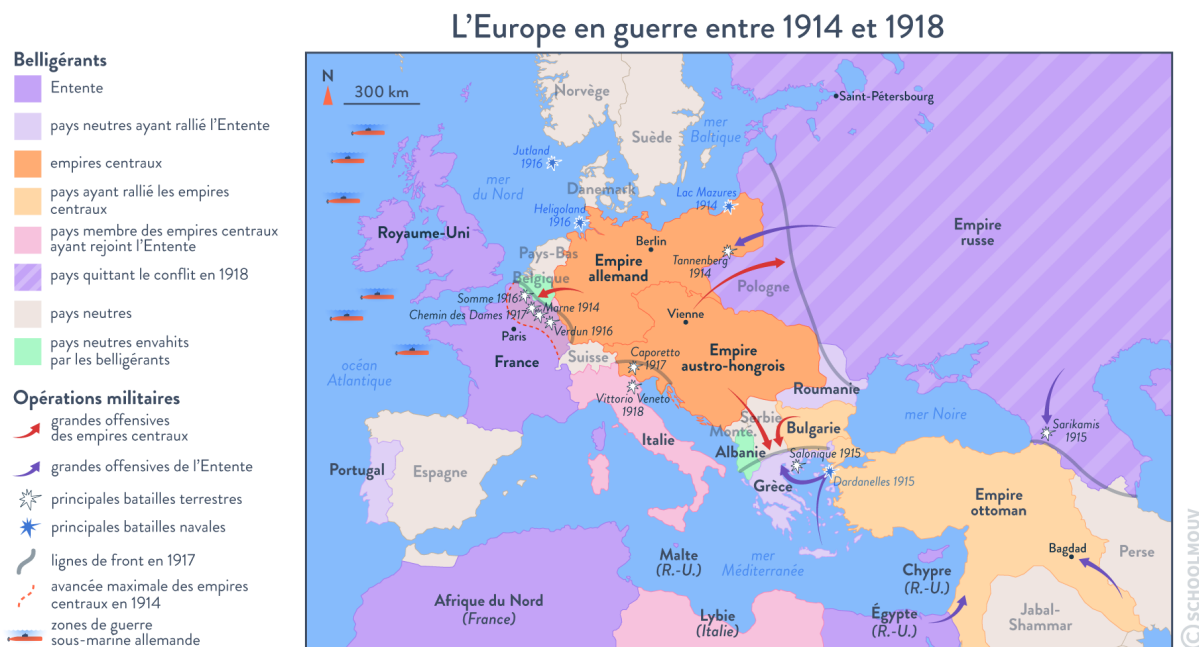 L'Europe en guerre entre 1914 et 1918
Belligérants
Entente
pays neutres ayant rallié l'Entente
empires centraux
pays ayant rallié les empires
centraux
pays membre des empires centraux
ayant rejoint l'Entente
pays quittant le conflit en 1918
pays neutres
pays neutres envahits
par les belligérants
Opérations militaires
grandes offensives
des empires centraux
grandes offensives de l'Entente
principales batailles terrestres
principales batailles navales
lignes de front en 1917
avancée maximale des empires
centraux en 1914
zones de guerre
sous-marine allemande
N
300 km
Norvège
Saint-Pétersbourg
Suède
mer
Baltique
Jutland
1916
mer
du Nord
Danemark
Lac Mazures
1914
Heligoland
1916
Royaume-Uni
Empire
russe
Berlin
Pays-Bas
Empire
allemand
Tannenberg
1914
Belgique
Pologne
Somme 1916
Marne 1914
Chemin des Dames 1917
Verdun 1916
Vienne
Paris
France
Suisse
Caporetto
1917
Empire
austro-hongrois
océan
Atlantique
Vittorio Veneto
1918
Roumanie
mer Noire
Serbie
Monté.
Bulgarie
Sarikamis
1915
Italie
Albanie
Salonique 1915
Portugal
Espagne
Grèce
Dardanelles 1915
Empire
ottoman
Malte
(R.-U.)
mer
Méditerranée
Chypre
(R.-U.)
Bagdad
Perse
Afrique du Nord
(France)
Lybie
(Italie)
Égypte
(R.-U.)
Jabal-
Shammar
© SCHOOLMOUV